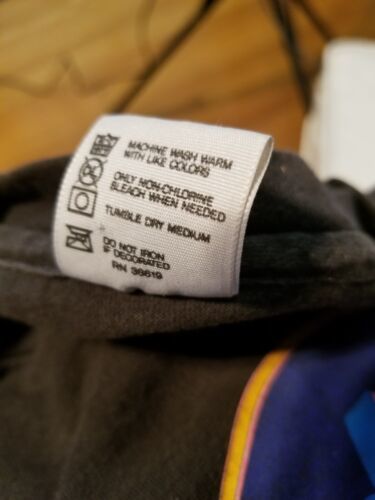 MACHINE WASH WARM
WITH LIKE COLORS
ONLY NON-CHLORINE
BLEACH WHEN NEEDED
TUMBLE DRY MEDIUM
DO NOT IRON
IF DECORATED
RN 36619